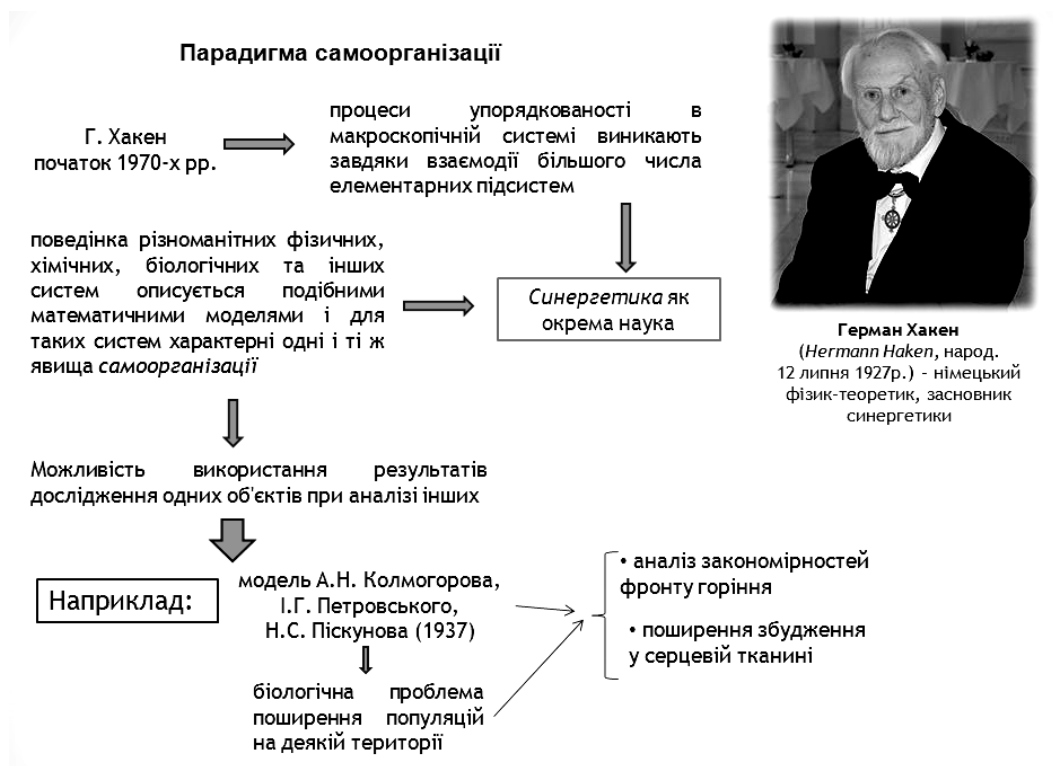 Парадигма самоорганізації
Г. Хакен
початок 1970-х рр.
процеси упорядкованості в
макроскопічній системі виникають
завдяки взаємодії більшого числа
елементарних підсистем
поведінка різноманітних фізичних,
хімічних, біологічних та інших
систем описується подібними
математичними моделями і для
таких систем характерні одні і ті ж
явища самоорганізації
Синергетика як
окрема наука
Герман Хакен
(Hermann Haken, народ.
12 липня 1927р.) - німецький
фізик-теоретик, засновник
синергетики
Можливість використання результатів
дослідження одних об'єктів при аналізі інших
Наприклад:
модель А.Н. Колмогорова,
І.Г. Петровського,
Н.С. Піскунова (1937)
біологічна проблема
поширення популяцій
на деякій території
• аналіз закономірностей
фронту горіння
• поширення збудження
у серцевій тканині